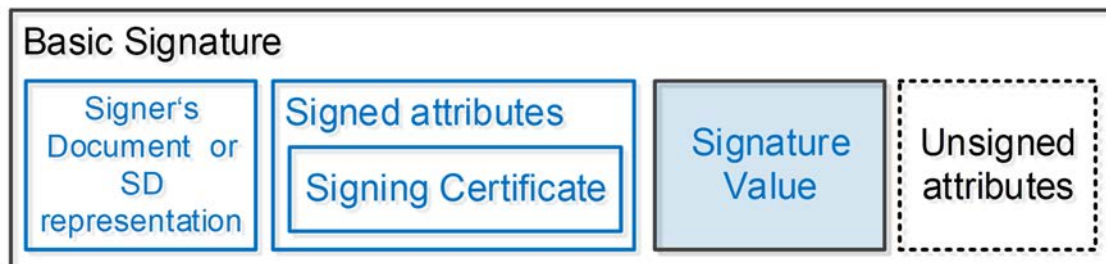 Basic Signature
Signer‘s
Document or
SD
representation
Signed attributes
Signing Certificate
Signature
Value
Unsigned
attributes